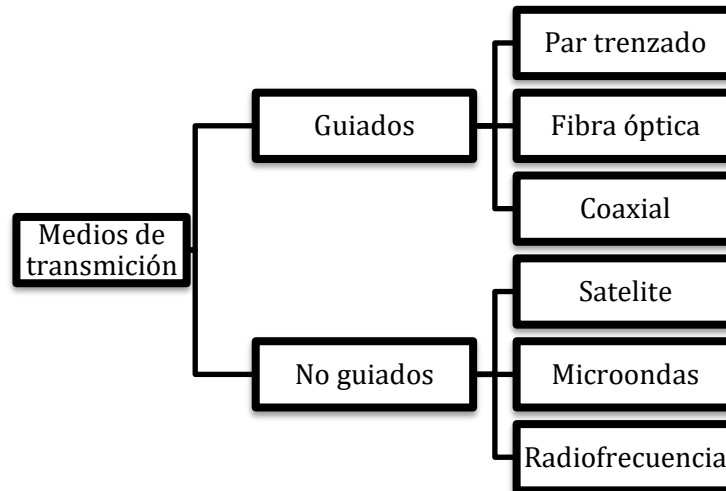 Medios de
transmición
Guiados
Par trenzado
Fibra óptica
Coaxial
No guiados
Satelite
Microondas
Radiofrecuencia